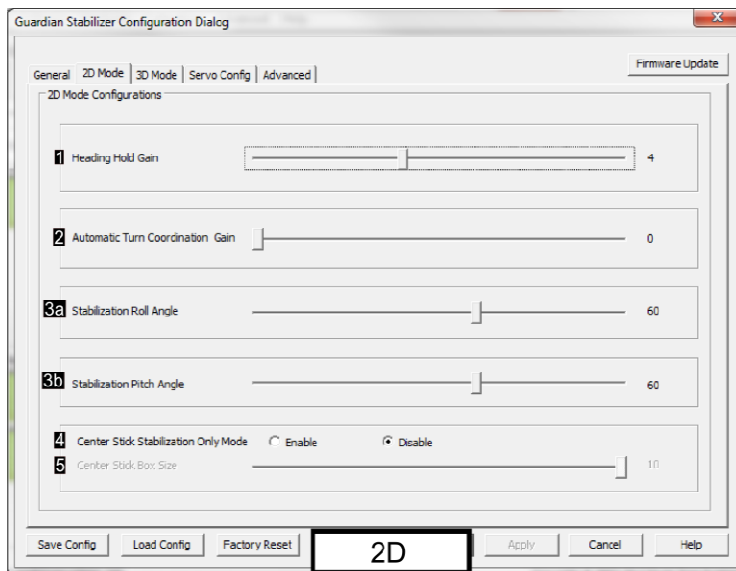 Guardian Stabilizer Configuration Dialog
Firmware Update
General 2D Mode 3D Mode Servo Config Advanced
2D Mode Configurations
1 Heading Hold Gain 4
2 Automatic Turn Coordination Gain 0
3a Stabilization Roll Angle 60
3b Stabilization Pitch Angle 60
4 Center Stick Stabilization Only Mode Enable Disable
5 Center Stick Box Size 10
Save Config Load Config Factory Reset 2D Apply Cancel Help